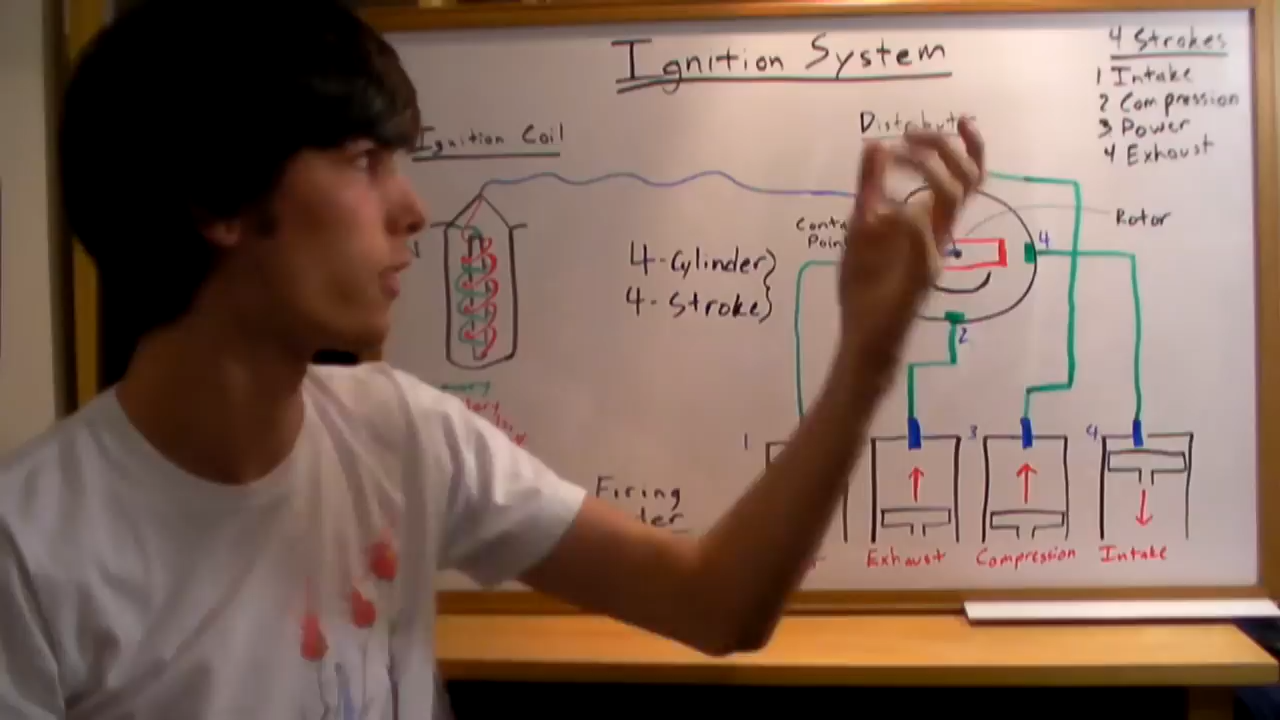 Ignition System
4 Strokes
1 Intake
2 Compression
3 Power
4 Exhaust
Ignition Coil
Distributor
Rotor
4-Cylinder
4-Stroke
4
2
1
3
4
Firing
Exhaust
Compression
Intake